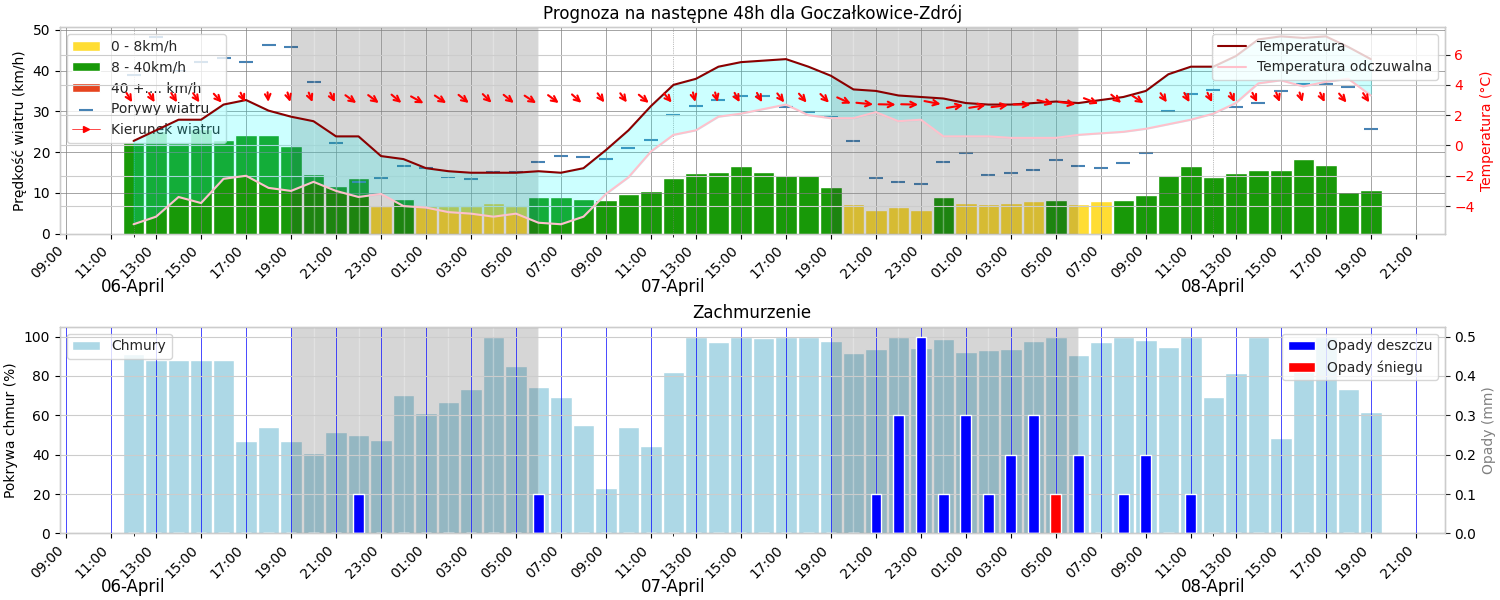 Prognoza na następne 48h dla Goczałkowice-Zdrój
50
40
30
20
10
0
Prędkość wiatru (km/h)
0 - 8km/h
8 - 40km/h
40 +.... km/h
Porywy wiatru
Kierunek wiatru
Temperatura
Temperatura odczuwalna
6
4
2
0
−2
−4
Temperatura (°C)
09:00 11:00 13:00 15:00 17:00 19:00 21:00 23:00 01:00 03:00 05:00 07:00 09:00 11:00 13:00 15:00 17:00 19:00 21:00 23:00 01:00 03:00 05:00 07:00 09:00 11:00 13:00 15:00 17:00 19:00 21:00
06-April 07-April 08-April
Zachmurzenie
100
80
60
40
20
0
Pokrywa chmur (%)
Chmury
Opady deszczu
Opady śniegu
0.5
0.4
0.3
0.2
0.1
0.0
Opady (mm)
09:00 11:00 13:00 15:00 17:00 19:00 21:00 23:00 01:00 03:00 05:00 07:00 09:00 11:00 13:00 15:00 17:00 19:00 21:00 23:00 01:00 03:00 05:00 07:00 09:00 11:00 13:00 15:00 17:00 19:00 21:00
06-April 07-April 08-April